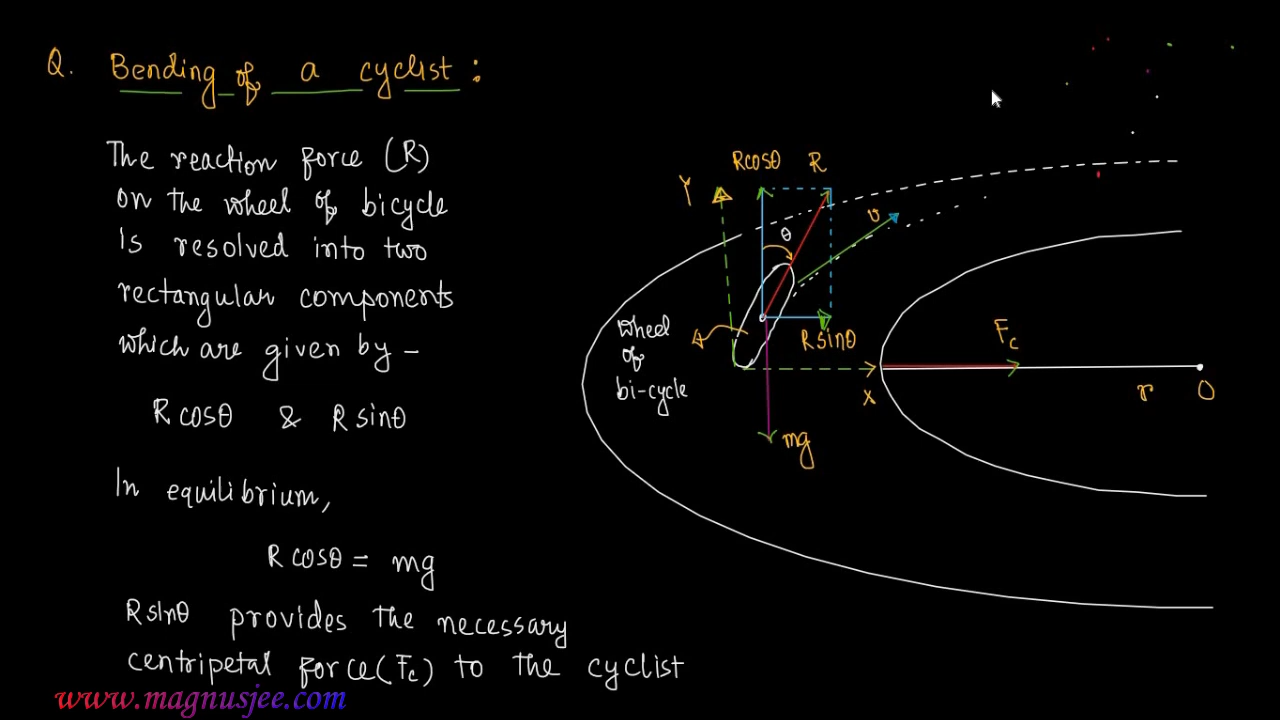 Q. Bending of a cyclist :
The reaction force (R)
on the wheel of bicycle
is resolved into two
rectangular components
which are given by -
R cosθ & R sinθ
In equilibrium,
R cosθ = mg
R sinθ provides the necessary
centripetal force (Fc) to the cyclist
www.magnusjee.com
Rcosθ R
Y
θ
v
wheel
of
bi-cycle
Rsinθ
Fc
X
r O
mg